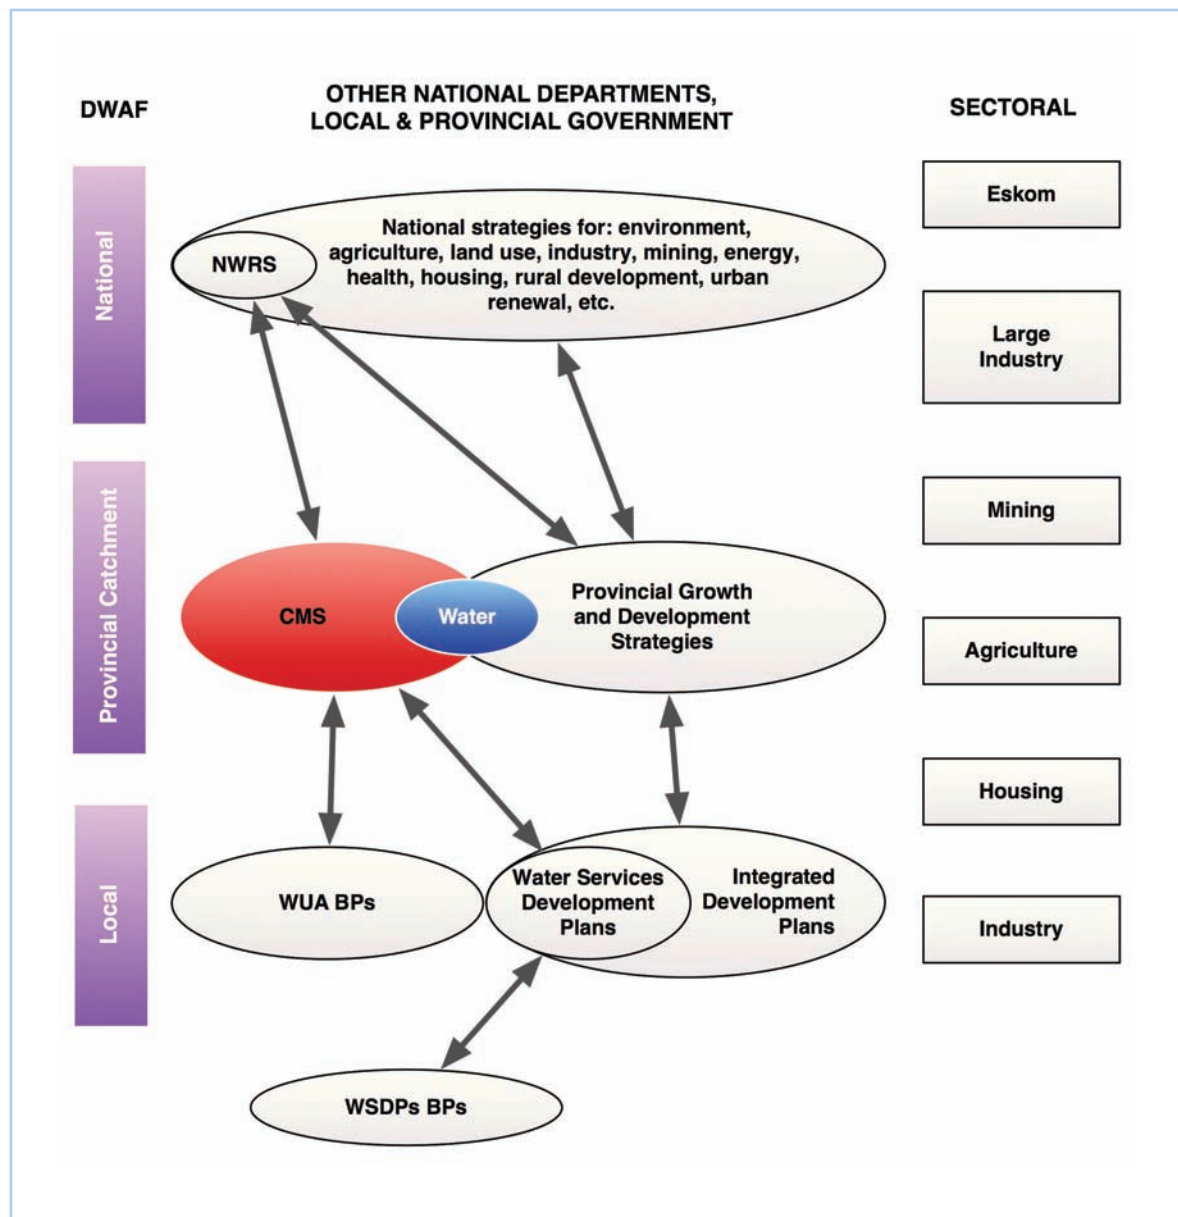 DWAF
OTHER NATIONAL DEPARTMENTS,
LOCAL & PROVINCIAL GOVERNMENT
SECTORAL
National
NWRS
National strategies for: environment,
agriculture, land use, industry, mining, energy,
health, housing, rural development, urban
renewal, etc.
Eskom
Large
Industry
Provincial Catchment
CMS
Water
Provincial Growth
and Development
Strategies
Mining
Agriculture
Housing
Local
WUA BPs
Water Services
Development
Plans
Integrated
Development
Plans
Industry
WSDPs BPs